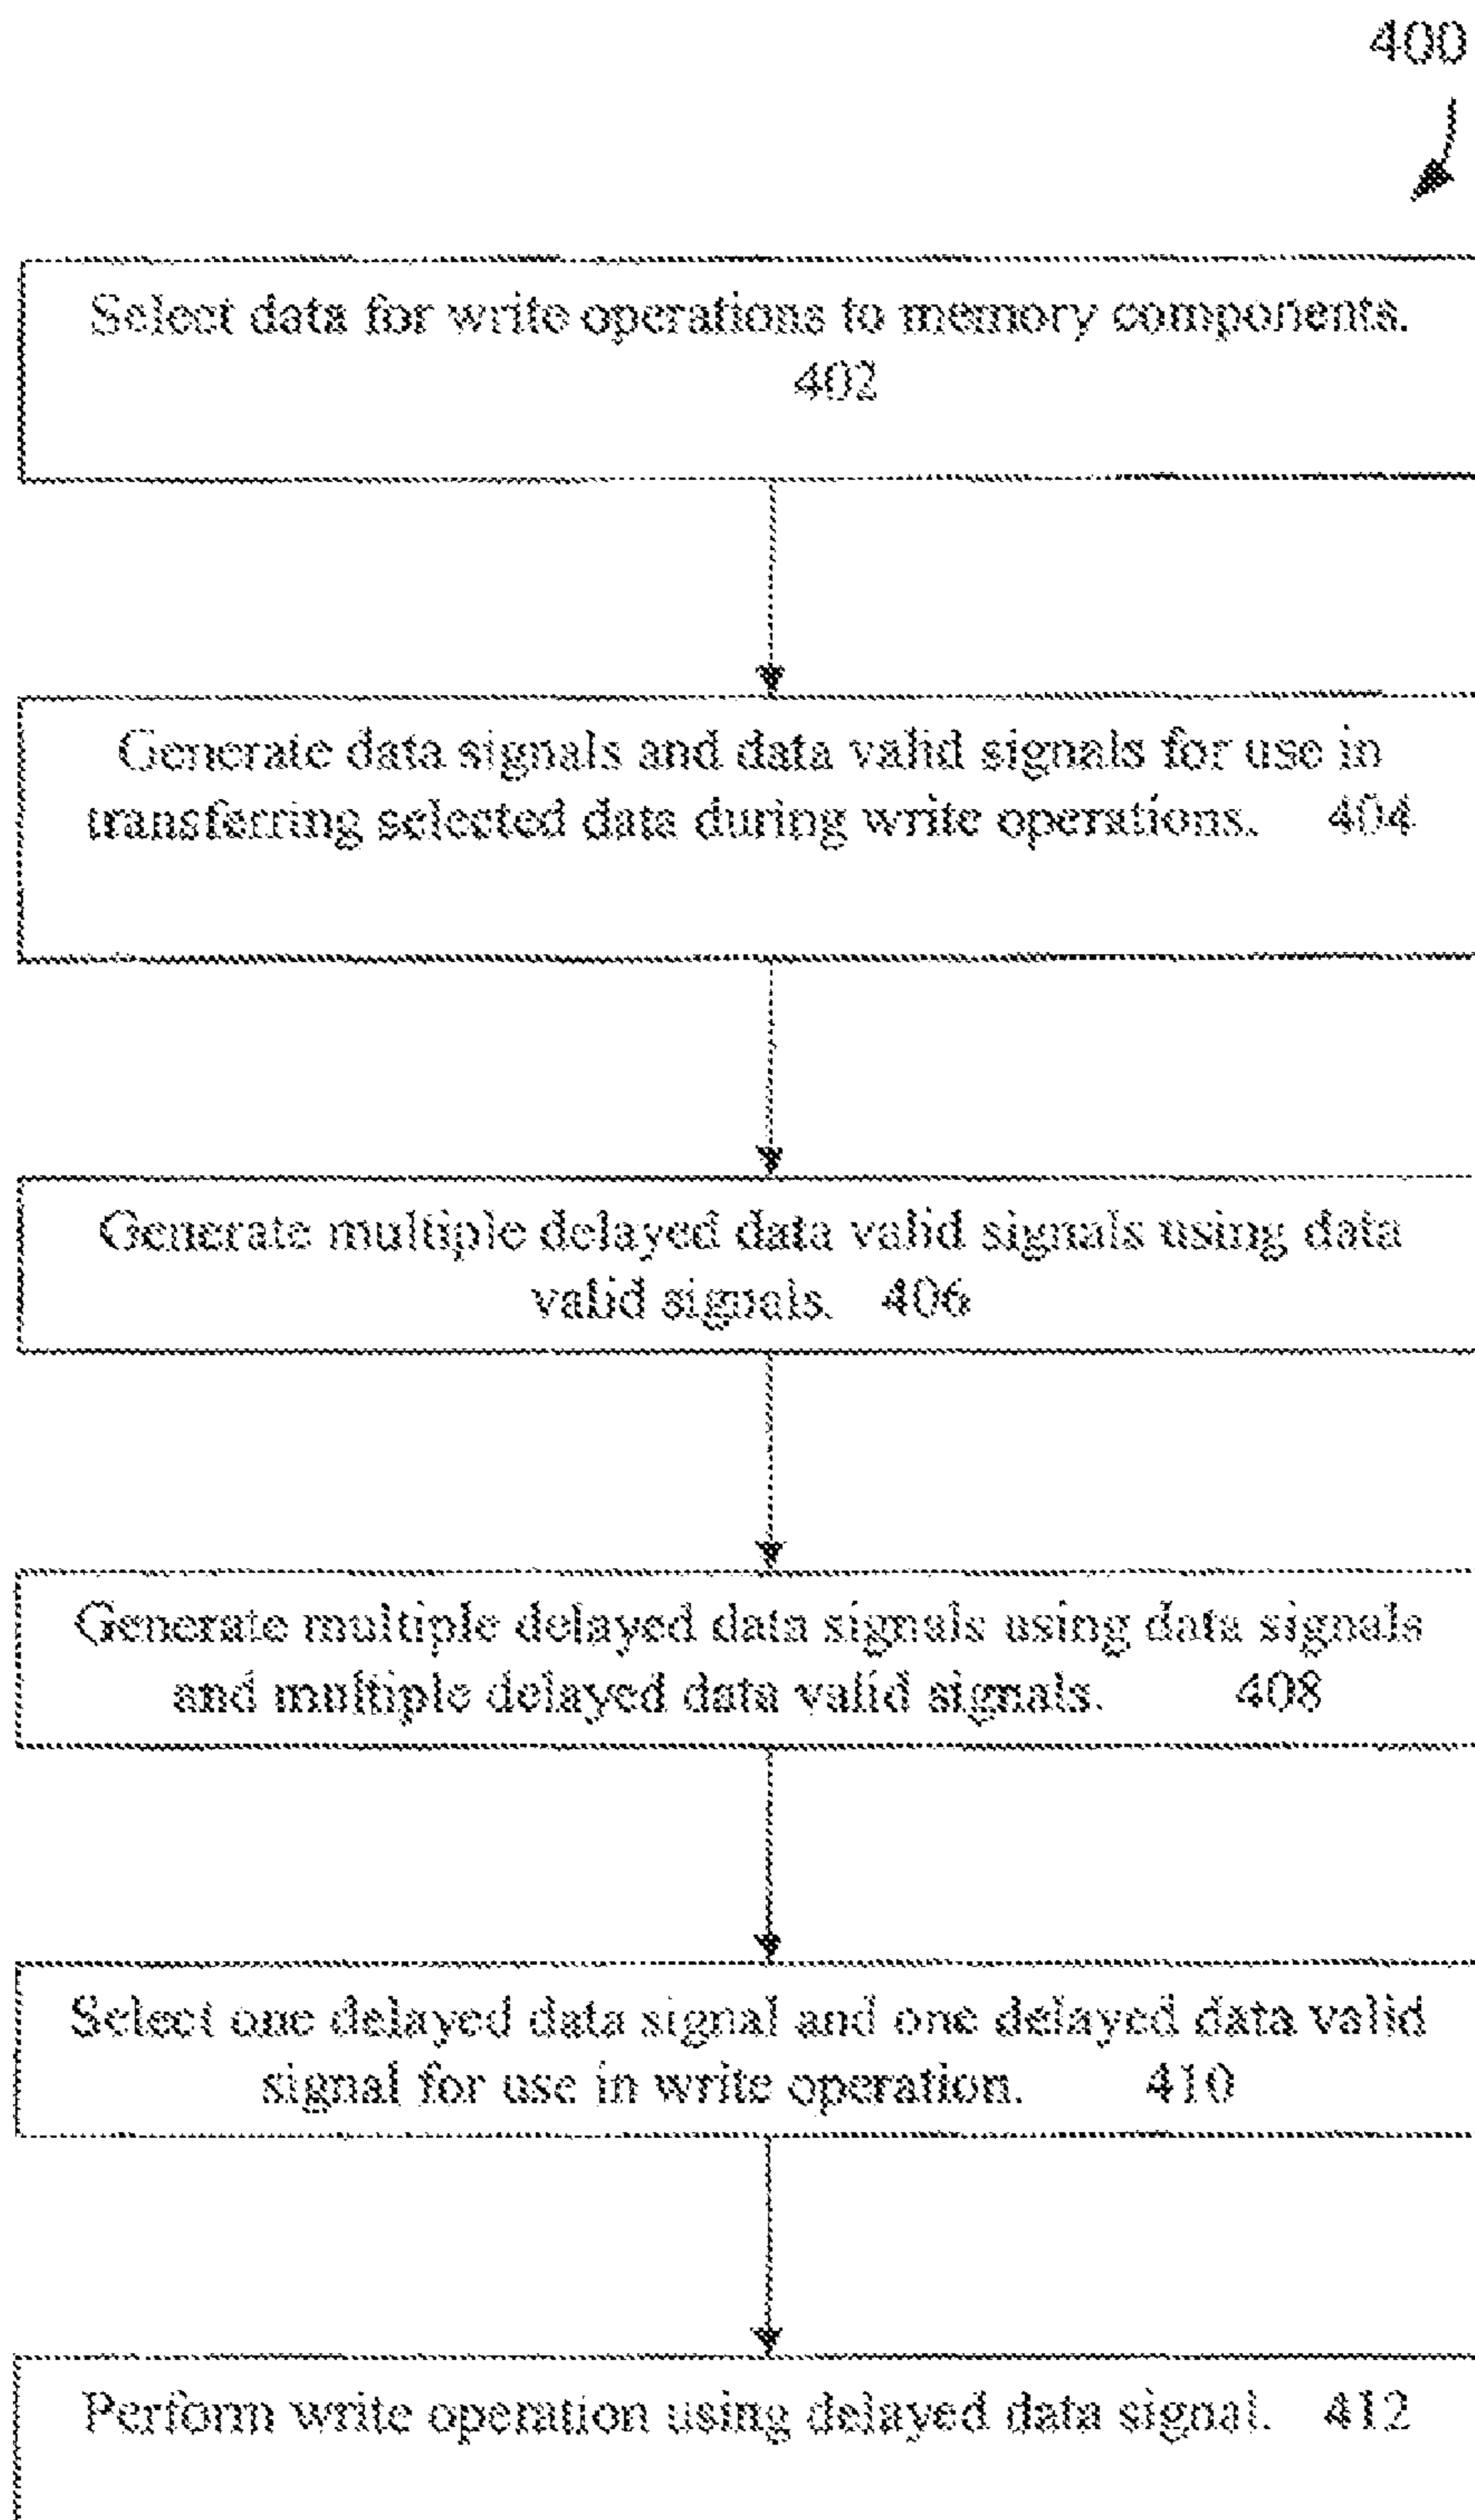 400
Select data for write operations to memory components.
402
Generate data signals and data valid signals for use in
transferring selected data during write operations. 404
Generate multiple delayed data valid signals using data
valid signals. 406
Generate multiple delayed data signals using data signals
and multiple delayed data valid signals. 408
Select one delayed data signal and one delayed data valid
signal for use in write operation. 410
Perform write operation using delayed data signal. 412